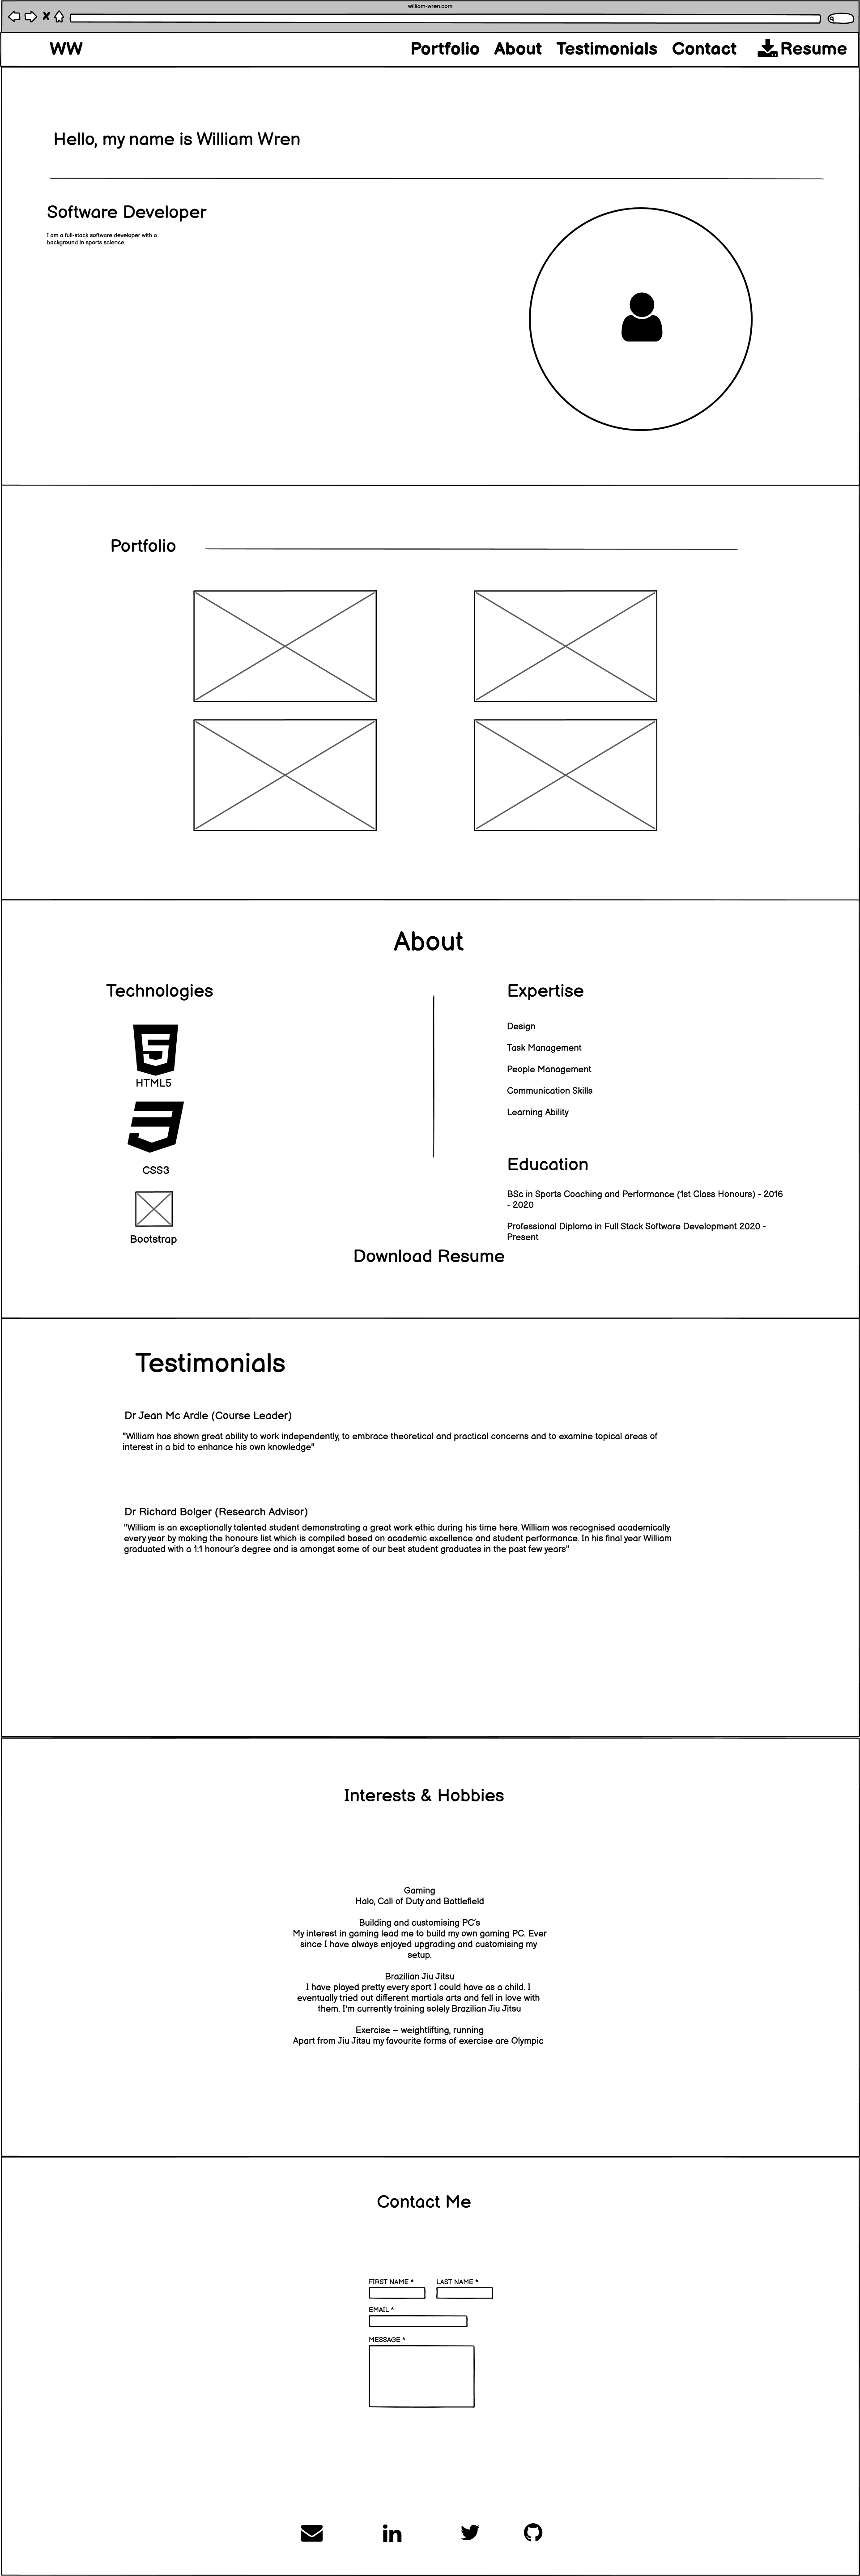 william-wren.com
WW
Portfolio
About
Testimonials
Contact
Resume
Hello, my name is William Wren
Software Developer
I am a full-stack software developer with a
background in sports science.
Portfolio
About
Technologies
HTML5
CSS3
Bootstrap
Expertise
Design
Task Management
People Management
Communication Skills
Learning Ability
Education
BSc in Sports Coaching and Performance (1st Class Honours) - 2016
- 2020
Professional Diploma in Full Stack Software Development 2020 -
Present
Download Resume
Testimonials
Dr Jean Mc Ardle (Course Leader)
"William has shown great ability to work independently, to embrace theoretical and practical concerns and to examine topical areas of
interest in a bid to enhance his own knowledge"
Dr Richard Bolger (Research Advisor)
"William is an exceptionally talented student demonstrating a great work ethic during his time here. William was recognised academically
every year by making the honours list which is compiled based on academic excellence and student performance. In his final year William
graduated with a 1:1 honour's degree and is amongst some of our best student graduates in the past few years"
Interests & Hobbies
Gaming
Halo, Call of Duty and Battlefield
Building and customising PC's
My interest in gaming lead me to build my own gaming PC. Ever
since I have always enjoyed upgrading and customising my
setup.
Brazilian Jiu Jitsu
I have played pretty every sport I could have as a child. I
eventually tried out different martials arts and fell in love with
them. I'm currently training solely Brazilian Jiu Jitsu
Exercise – weightlifting, running
Apart from Jiu Jitsu my favourite forms of exercise are Olympic
Contact Me
FIRST NAME *
LAST NAME *
EMAIL *
MESSAGE *